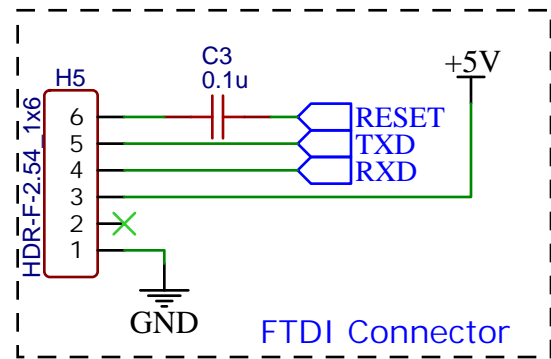 C3
0.1u
+5V
H5
HDR-F-2.54_1x6
6
RESET
5
TXD
4
RXD
3
2
1
GND
FTDI Connector